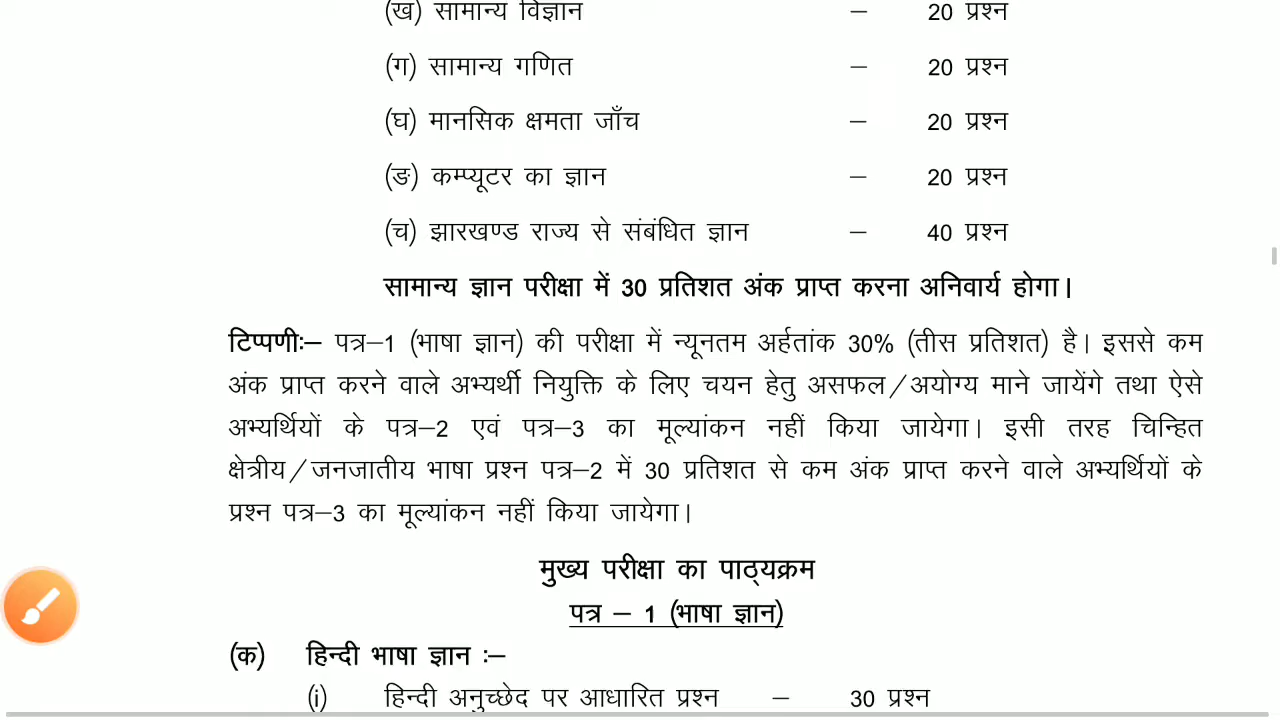 (ख) सामान्य विज्ञान – 20 प्रश्न
(ग) सामान्य गणित – 20 प्रश्न
(घ) मानसिक क्षमता जाँच – 20 प्रश्न
(ङ) कम्प्यूटर का ज्ञान – 20 प्रश्न
(च) झारखण्ड राज्य से संबंधित ज्ञान – 40 प्रश्न
सामान्य ज्ञान परीक्षा में 30 प्रतिशत अंक प्राप्त करना अनिवार्य होगा।
टिप्पणीः– पत्र–1 (भाषा ज्ञान) की परीक्षा में न्यूनतम अर्हतांक 30% (तीस प्रतिशत) है। इससे कम
अंक प्राप्त करने वाले अभ्यर्थी नियुक्ति के लिए चयन हेतु असफल/अयोग्य माने जायेंगे तथा ऐसे
अभ्यर्थियों के पत्र–2 एवं पत्र–3 का मूल्यांकन नहीं किया जायेगा। इसी तरह चिन्हित
क्षेत्रीय/जनजातीय भाषा प्रश्न पत्र–2 में 30 प्रतिशत से कम अंक प्राप्त करने वाले अभ्यर्थियों के
प्रश्न पत्र–3 का मूल्यांकन नहीं किया जायेगा।
मुख्य परीक्षा का पाठ्यक्रम
पत्र – 1 (भाषा ज्ञान)
(क) हिन्दी भाषा ज्ञान :–
(i) हिन्दी अनुच्छेद पर आधारित प्रश्न – 30 प्रश्न